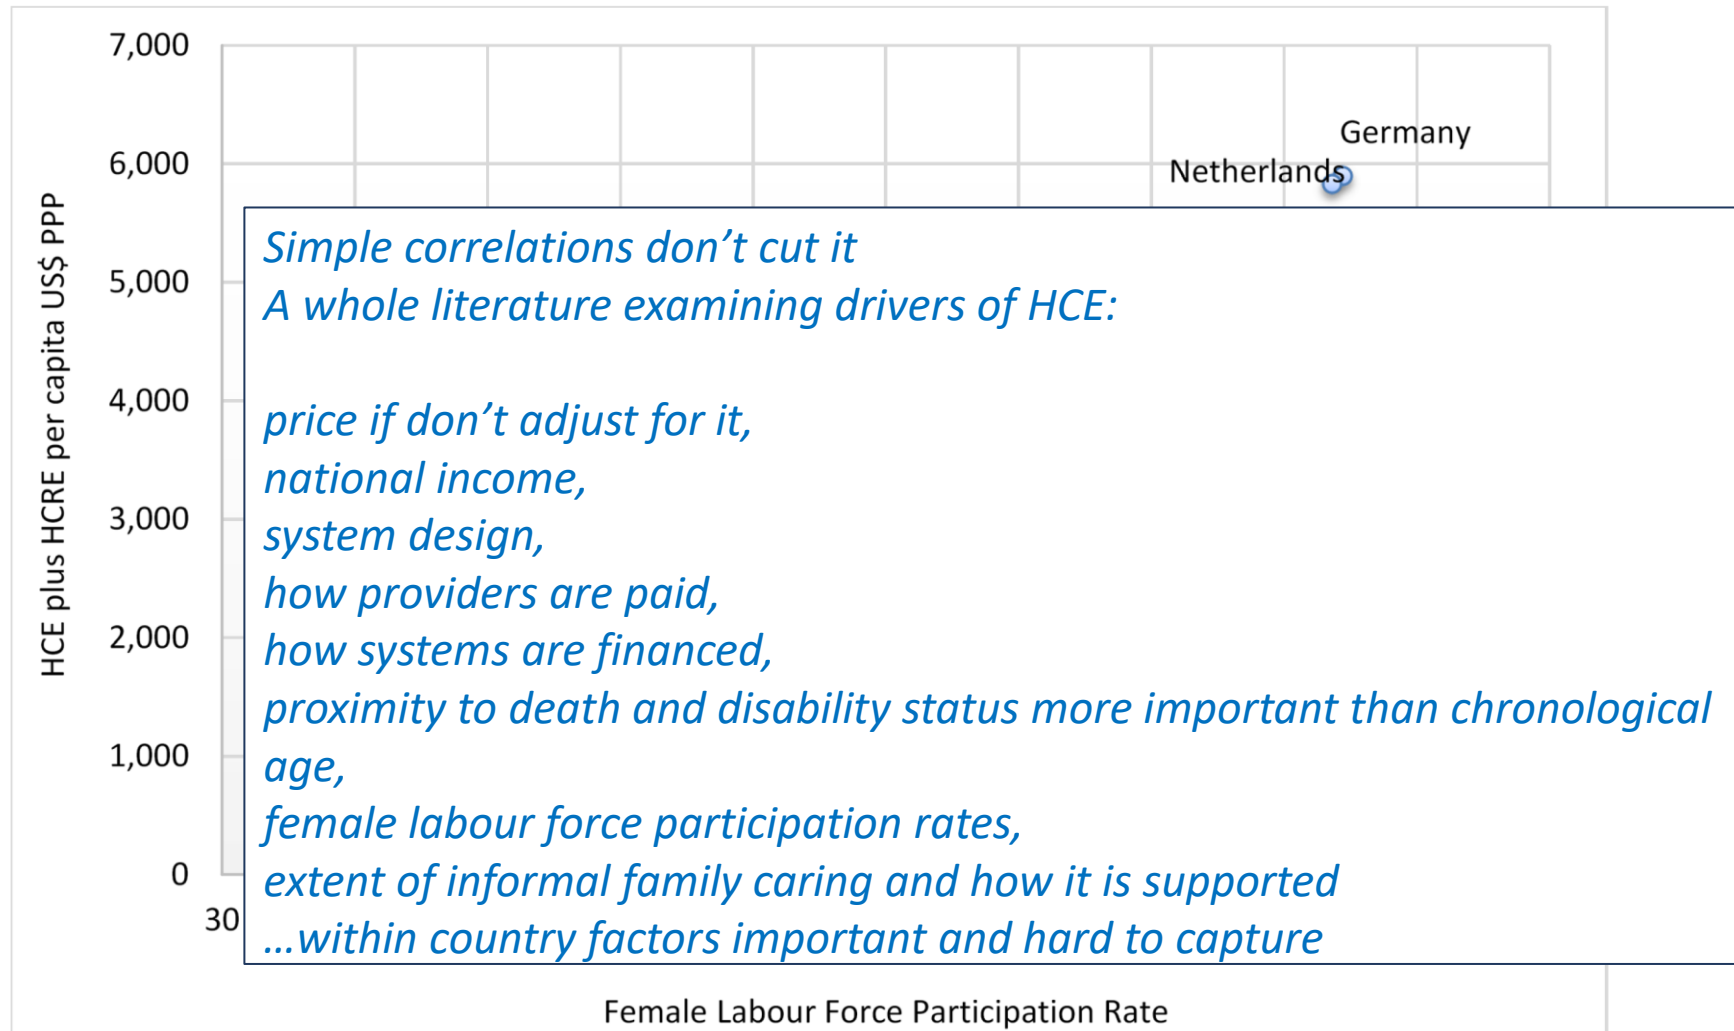 7,000
6,000
5,000
4,000
3,000
2,000
1,000
0
30
HCE plus HCRE per capita US$ PPP
Germany
Netherlands
Simple correlations don’t cut it
A whole literature examining drivers of HCE:
price if don’t adjust for it,
national income,
system design,
how providers are paid,
how systems are financed,
proximity to death and disability status more important than chronological
age,
female labour force participation rates,
extent of informal family caring and how it is supported
…within country factors important and hard to capture
Female Labour Force Participation Rate